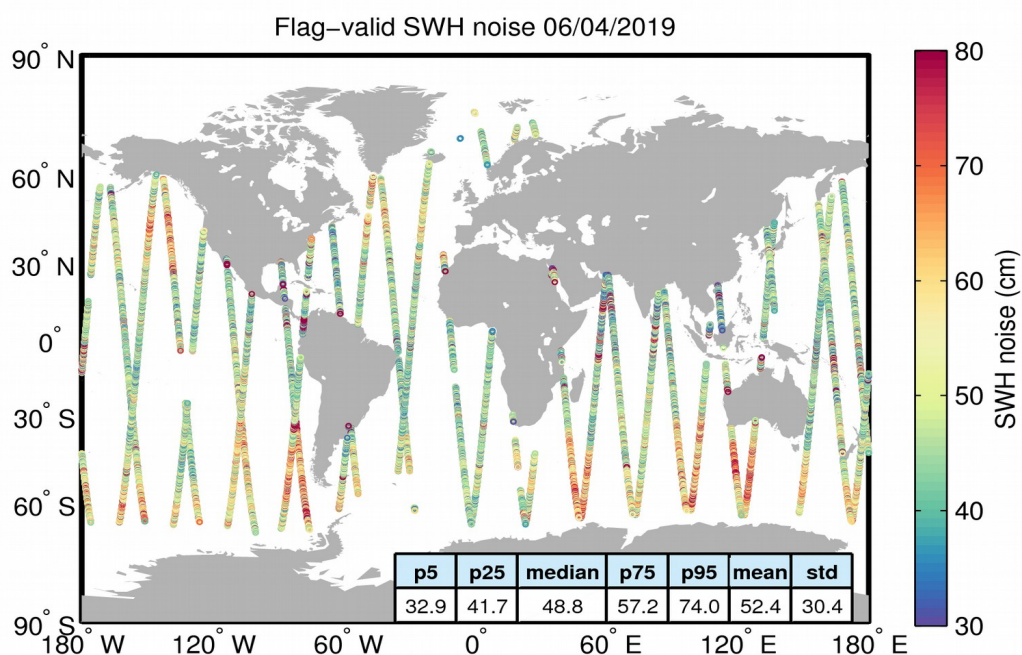 Flag−valid SWH noise 06/04/2019
90° N
60° N
30° N
0°
30° S
60° S
90° S
180° W
120° W
60° W
0°
60° E
120° E
180° E
80
70
60
50
40
30
SWH noise (cm)
p5 p25 median p75 p95 mean std
32.9 41.7 48.8 57.2 74.0 52.4 30.4